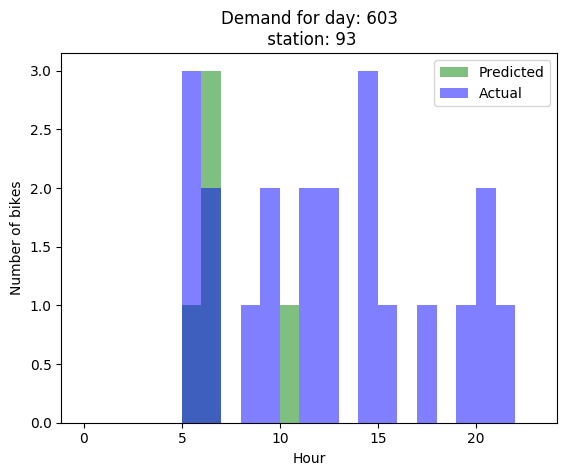 Demand for day: 603
station: 93
Predicted
Actual
Number of bikes
3.0
2.5
2.0
1.5
1.0
0.5
0.0
0
5
10
15
20
Hour